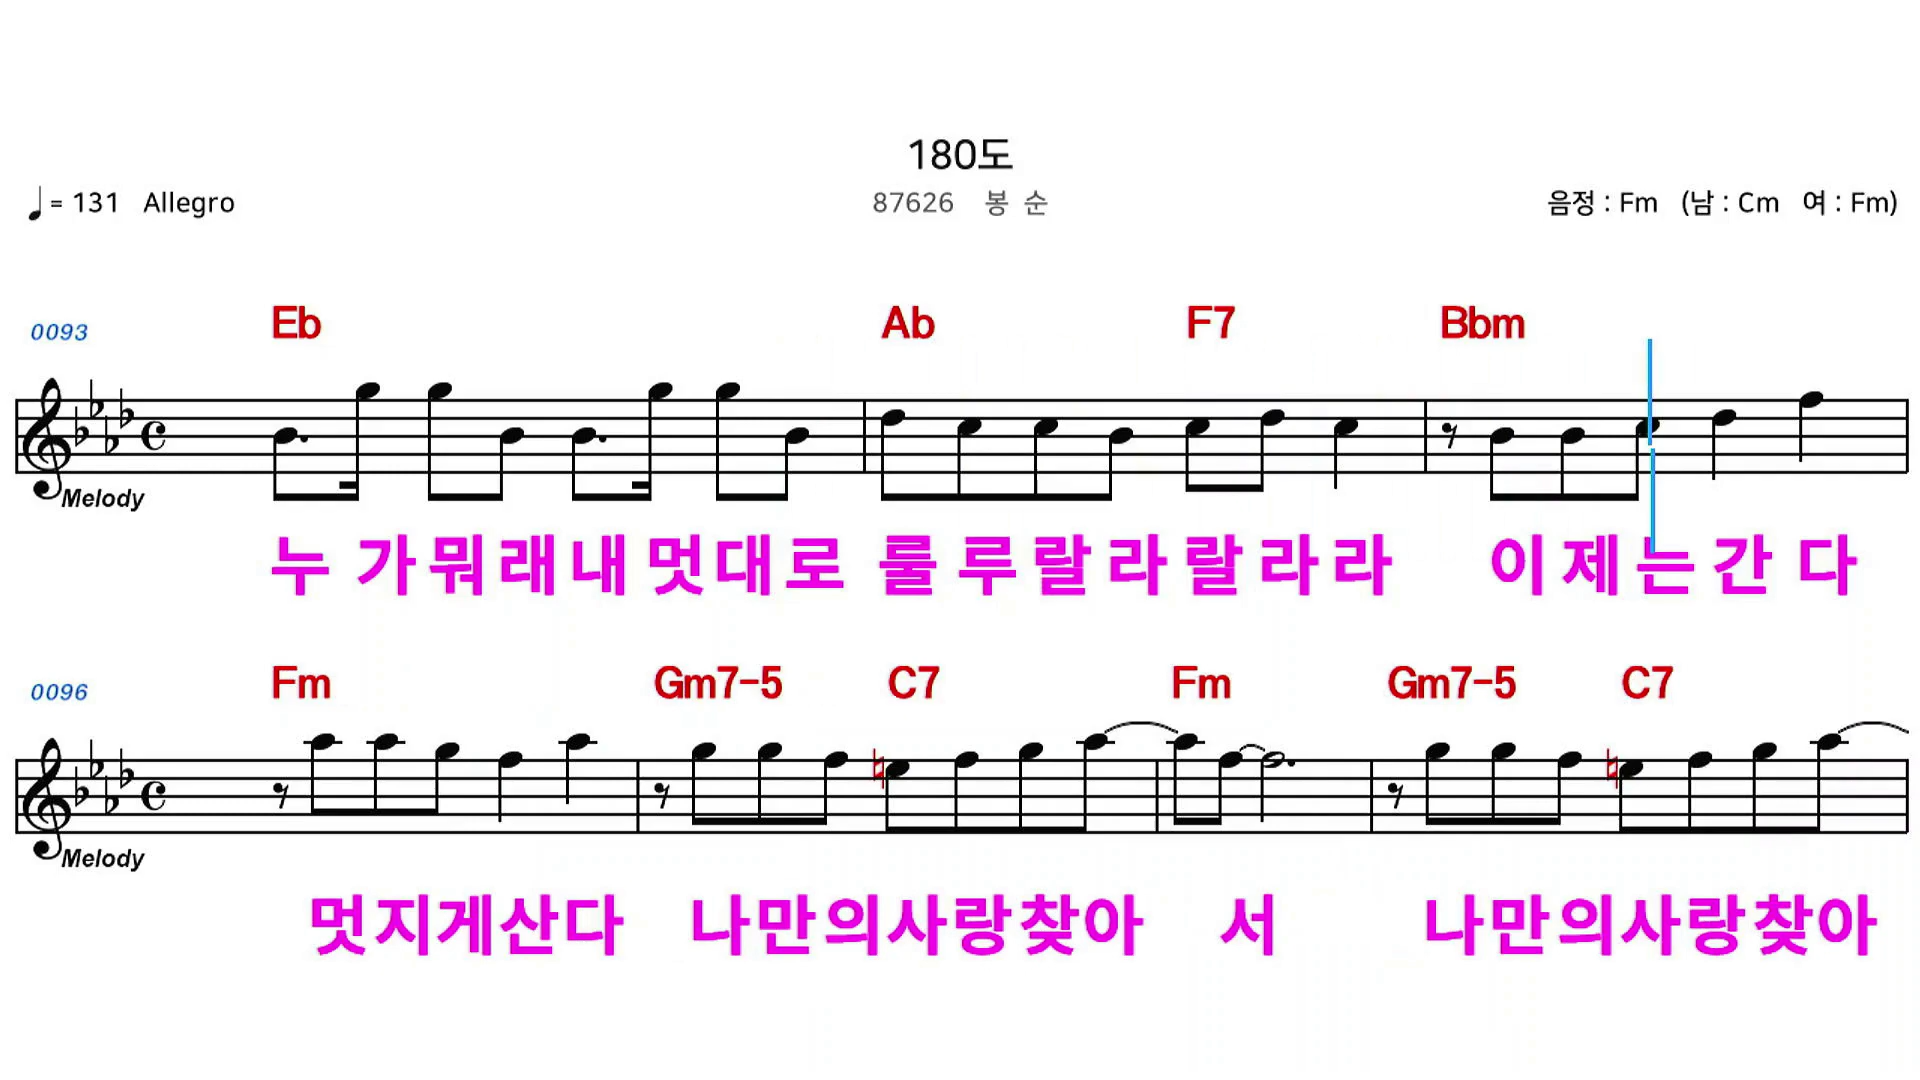 180도
♩= 131 Allegro 87626 봉 순 음정 : Fm (남 : Cm 여 : Fm)
0093 Eb Ab F7 Bbm
Melody
누 가 뭐 래 내 멋 대 로 룰 루 랄 라 랄 라 라 이 제 는 간 다
0096 Fm Gm7-5 C7 Fm Gm7-5 C7
Melody
멋지게산다 나만의사랑찾아 서 나만의사랑찾아